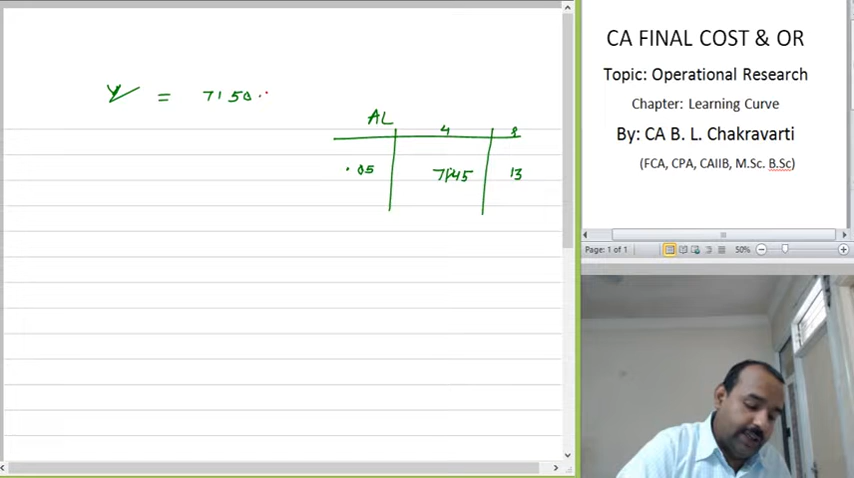 CA FINAL COST & OR
Topic: Operational Research
Chapter: Learning Curve
By: CA B. L. Chakravarti
(FCA, CPA, CAIIB, M.Sc. B.Sc)
Y = 7150
AL 4 8
.05 7145 13
Page: 1 of 1
50%